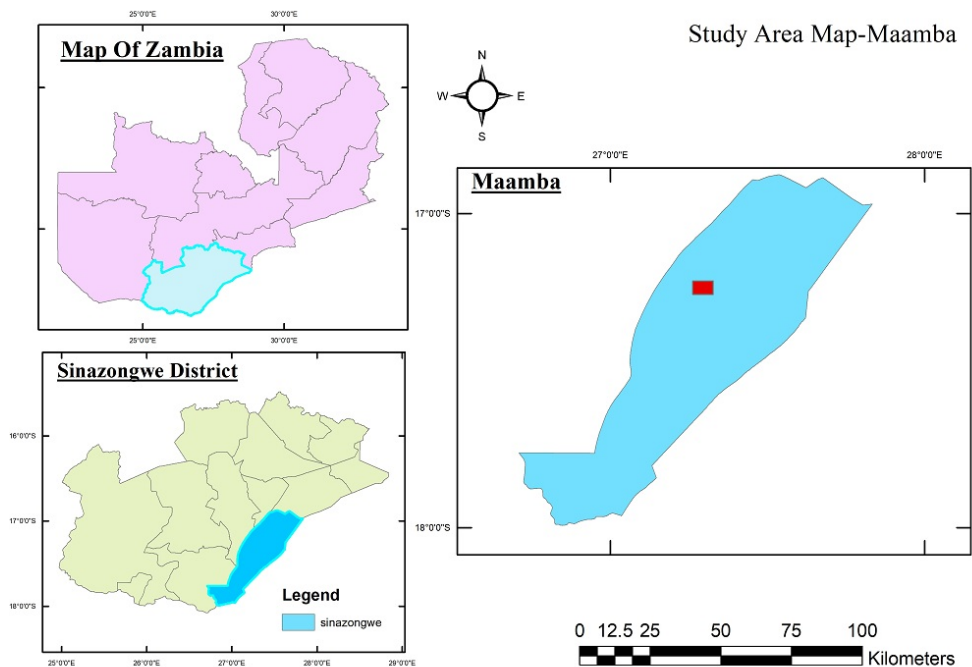 Study Area Map-Maamba
N
W E
S
25°0'0"E 30°0'0"E
Map Of Zambia
25°0'0"E 30°0'0"E
Sinazongwe District
16°0'0"S
17°0'0"S
18°0'0"S
Legend
sinazongwe
25°0'0"E 26°0'0"E 27°0'0"E 28°0'0"E 29°0'0"E
27°0'0"E 28°0'0"E
Maamba
17°0'0"S
18°0'0"S
0 12.5 25 50 75 100
Kilometers